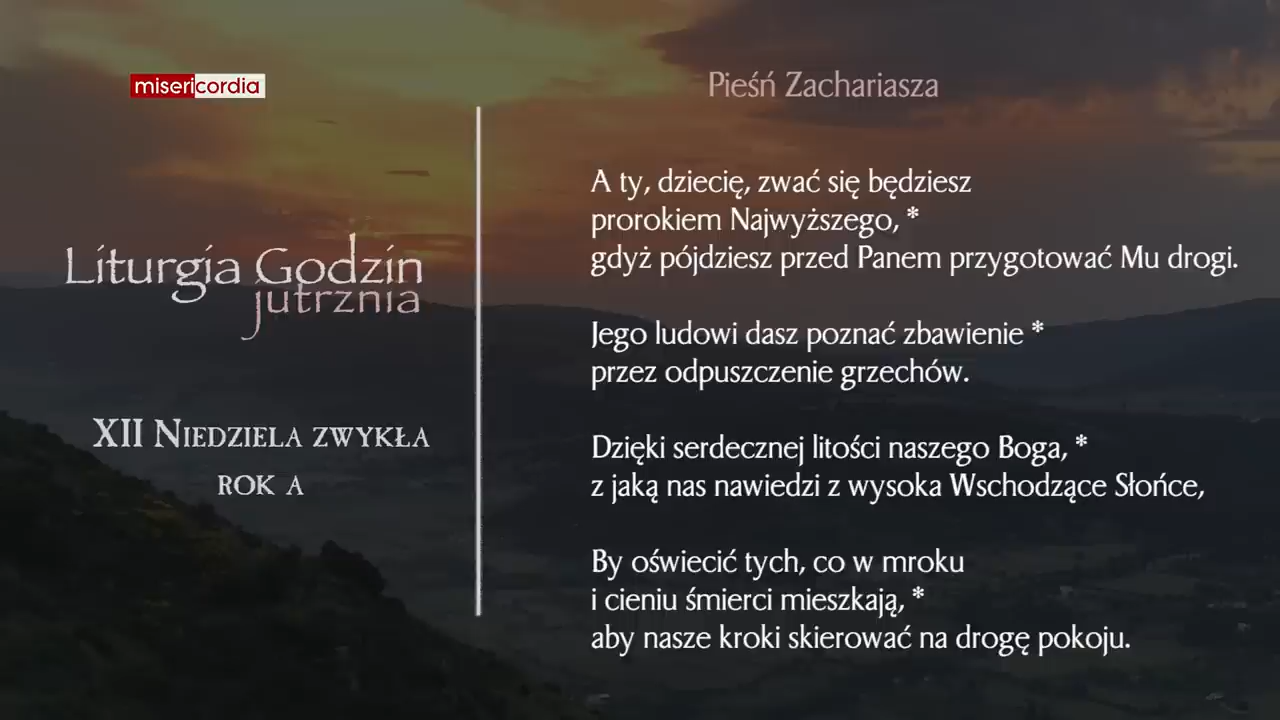 misericordia
Liturgia Godzin
jutrznia
XII Niedziela zwykła
rok A
Pieśń Zachariasza
A ty, dziecię, zwać się będziesz
prorokiem Najwyższego, *
gdyż pójdziesz przed Panem przygotować Mu drogi.
Jego ludowi dasz poznać zbawienie *
przez odpuszczenie grzechów.
Dzięki serdecznej litości naszego Boga, *
z jaką nas nawiedzi z wysoka Wschodzące Słońce,
By oświecić tych, co w mroku
i cieniu śmierci mieszkają, *
aby nasze kroki skierować na drogę pokoju.